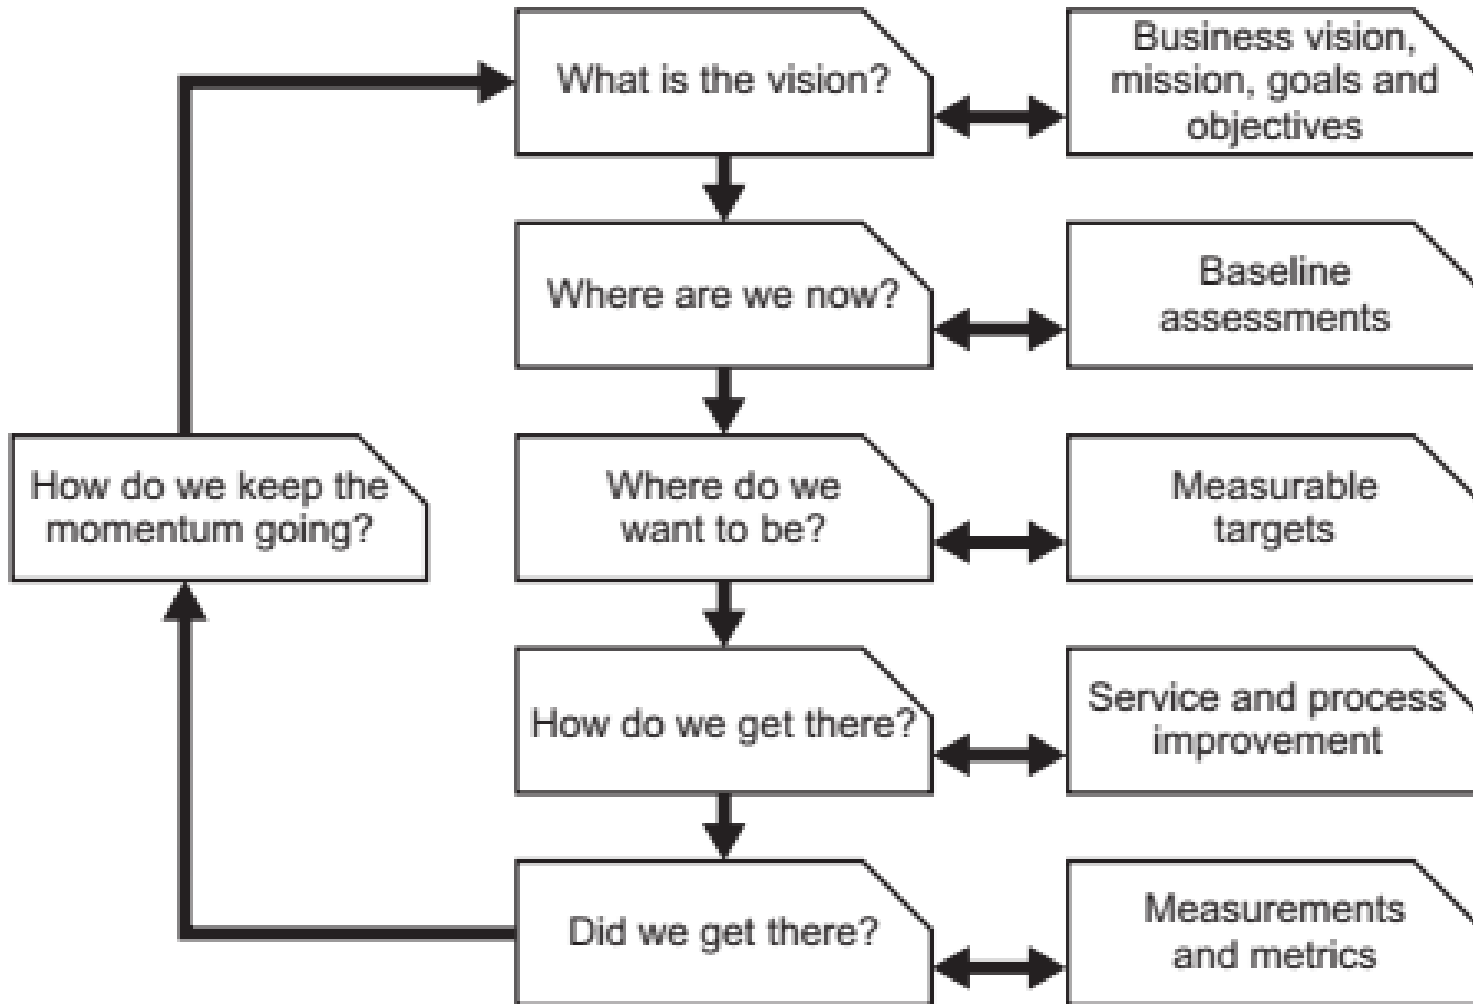 What is the vision?
Business vision,
mission, goals and
objectives
Where are we now?
Baseline
assessments
How do we keep the
momentum going?
Where do we
want to be?
Measurable
targets
How do we get there?
Service and process
improvement
Did we get there?
Measurements
and metrics